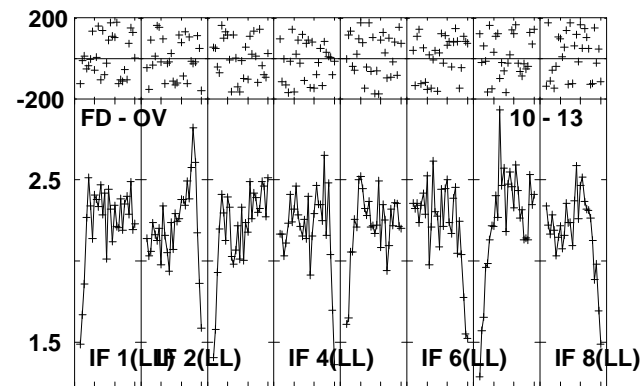 200
-200
FD - OV 10 - 13
2.5
1.5
IF 1(LL) IF 2(LL) IF 4(LL) IF 6(LL) IF 8(LL)